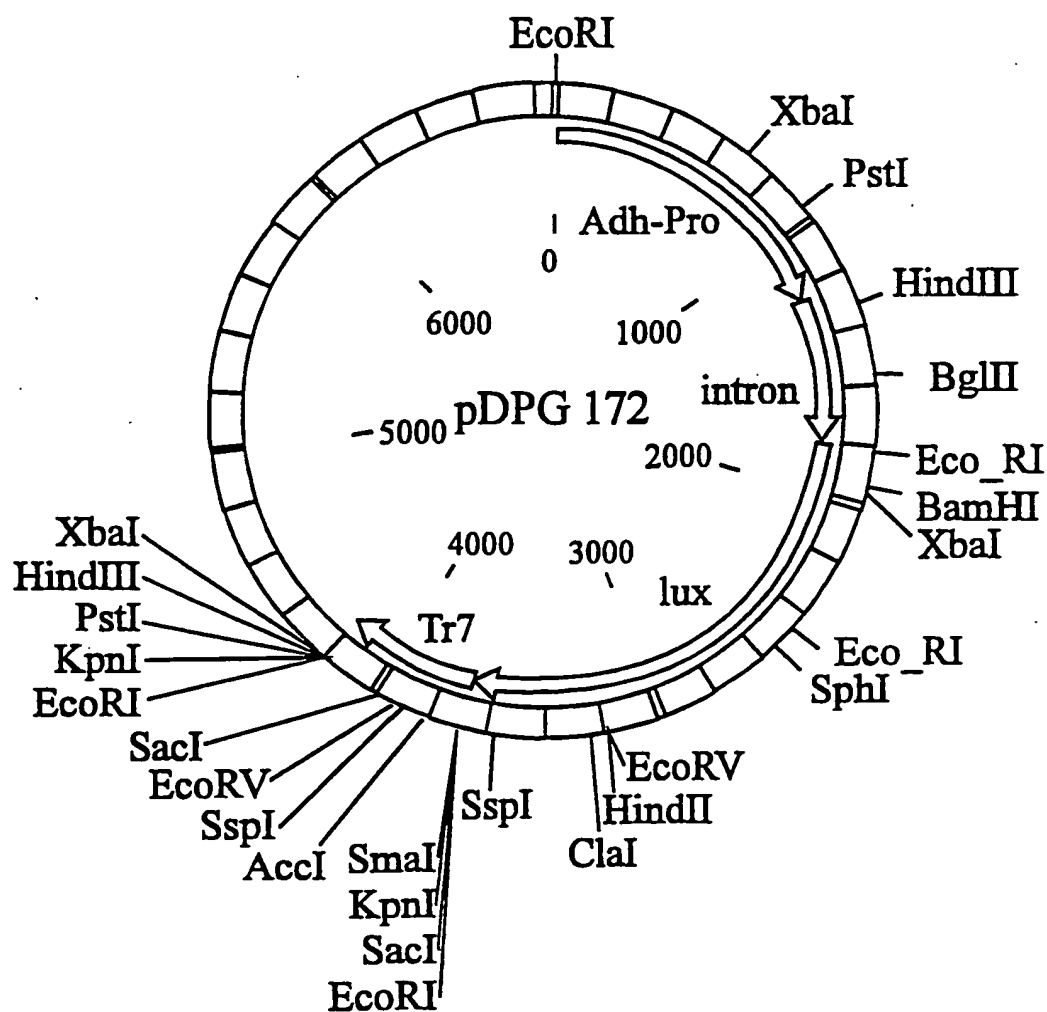 EcoRI
XbaI
PstI
Adh-Pro
0
HindIII
6000
1000
BglII
intron
pDPG 172
5000
2000
Eco_RI
BamHI
XbaI
4000
3000
lux
XbaI
HindIII
PstI
KpnI
EcoRI
Tr7
Eco_RI
SphI
SacI
EcoRV
SspI
AccI
SspI
EcoRV
HindII
ClaI
SmaI
KpnI
SacI
EcoRI